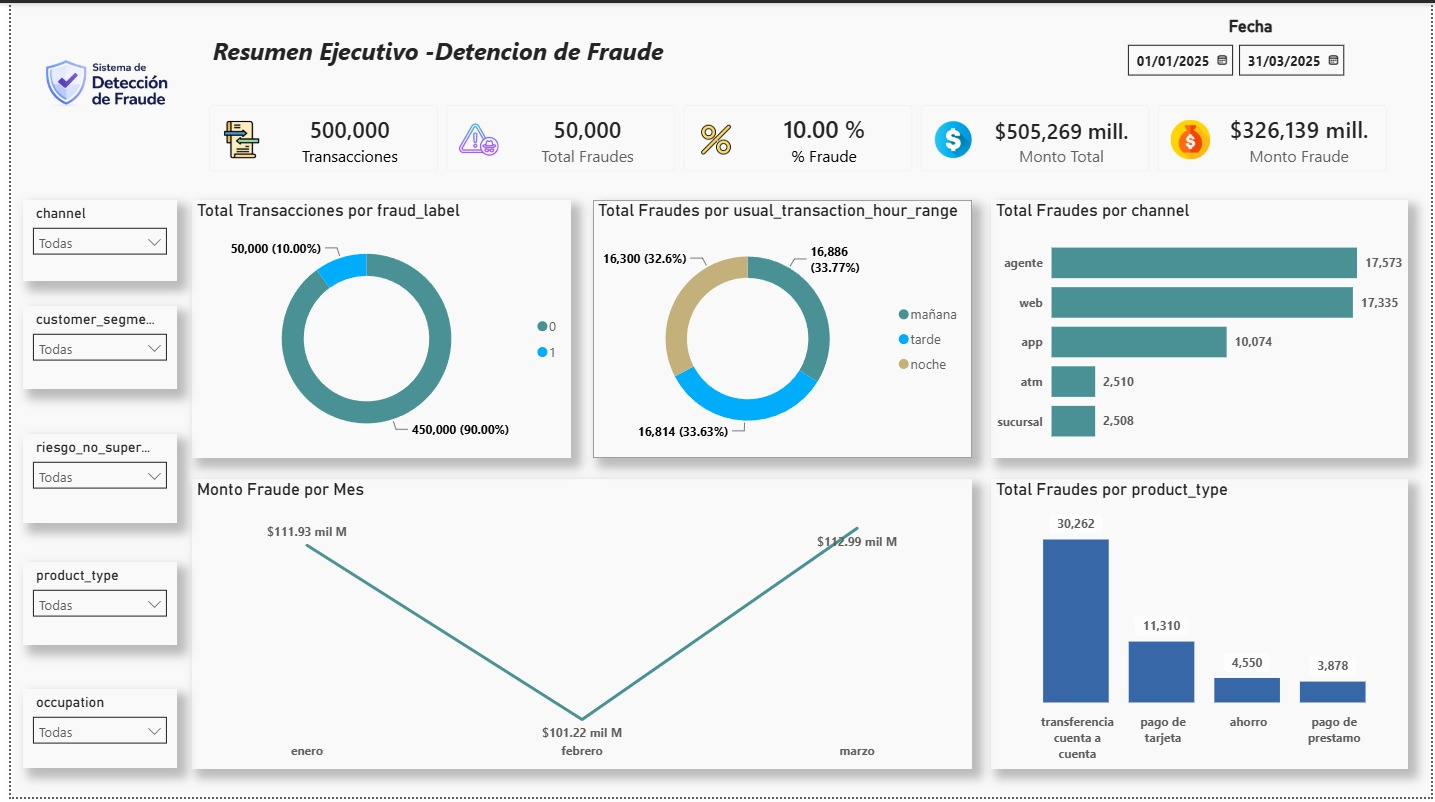 Resumen Ejecutivo -Detencion de Fraude
Fecha
01/01/2025
31/03/2025
Sistema de
Detección
de Fraude
500,000
Transacciones
50,000
Total Fraudes
10.00 %
% Fraude
$505,269 mill.
Monto Total
$326,139 mill.
Monto Fraude
channel
Todas
customer_segme...
Todas
riesgo_no_super...
Todas
product_type
Todas
occupation
Todas
Total Transacciones por fraud_label
50,000 (10.00%)
450,000 (90.00%)
0
1
Total Fraudes por usual_transaction_hour_range
16,300 (32.6%)
16,886
(33.77%)
16,814 (33.63%)
mañana
tarde
noche
Total Fraudes por channel
agente 17,573
web 17,335
app 10,074
atm 2,510
sucursal 2,508
Monto Fraude por Mes
$111.93 mil M
$101.22 mil M
$112.99 mil M
enero
febrero
marzo
Total Fraudes por product_type
30,262
11,310
4,550
3,878
transferencia
cuenta a
cuenta
pago de
tarjeta
ahorro
pago de
prestamo